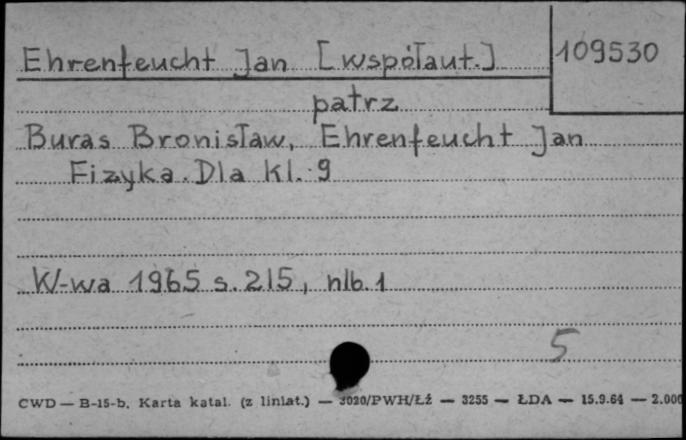 Ehrenfeucht Jan [współaut.] 109530
patrz
Buras Bronisław, Ehrenfeucht Jan
Fizyka. Dla kl. 9
W-wa 1965 s. 215, nlb. 1
5
CWD — B-15-b. Karta katal. (z liniat.) — 3020/PWH/Łź — 3255 — ŁDA — 15.9.64 — 2.000